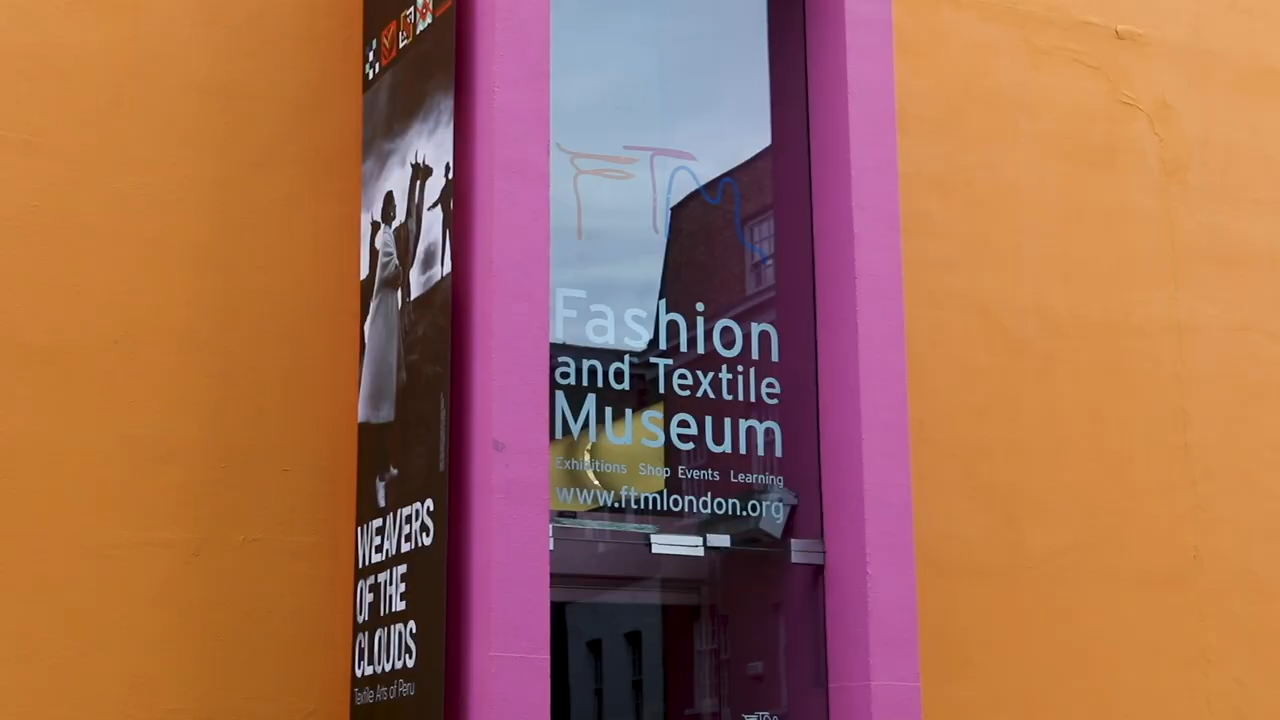 WEAVERS
OF THE
CLOUDS
Textile Arts of Peru
FTM
Fashion
and Textile
Museum
Exhibitions Shop Events Learning
www.ftmlondon.org
FTM